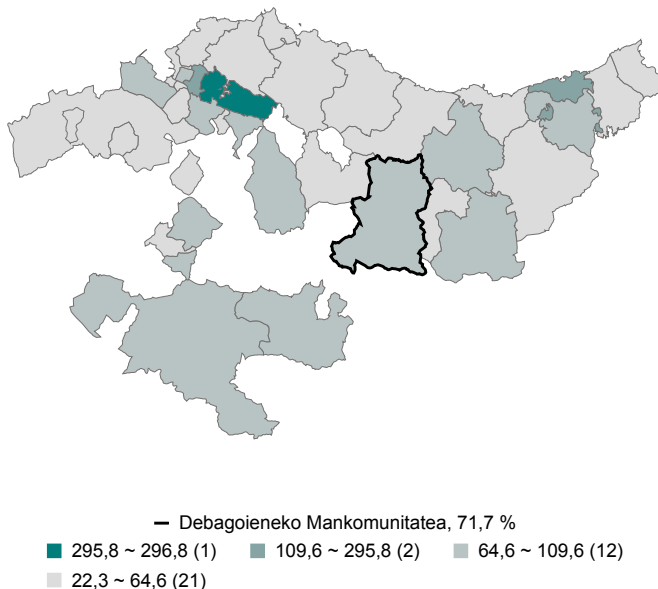 Debagoieneko Mankomunitatea, 71,7 %
295,8 ~ 296,8 (1) 109,6 ~ 295,8 (2) 64,6 ~ 109,6 (12)
22,3 ~ 64,6 (21)